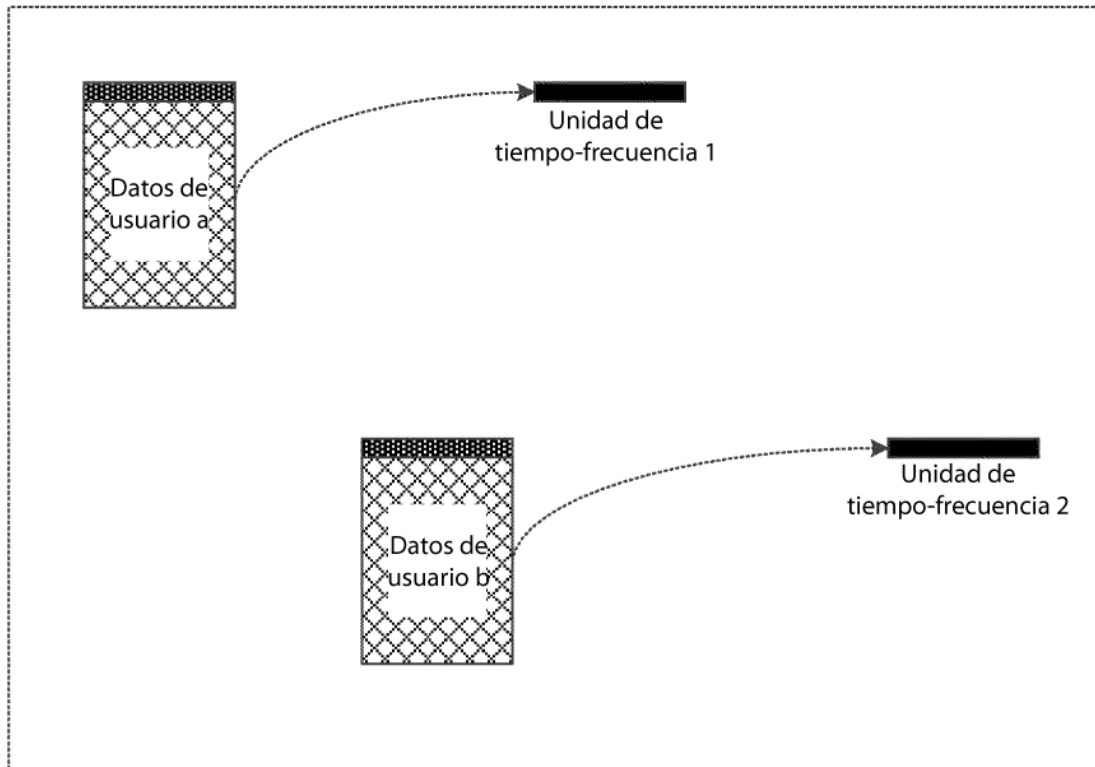 Unidad de
tiempo-frecuencia 1
Datos de
usuario a
Unidad de
tiempo-frecuencia 2
Datos de
usuario b